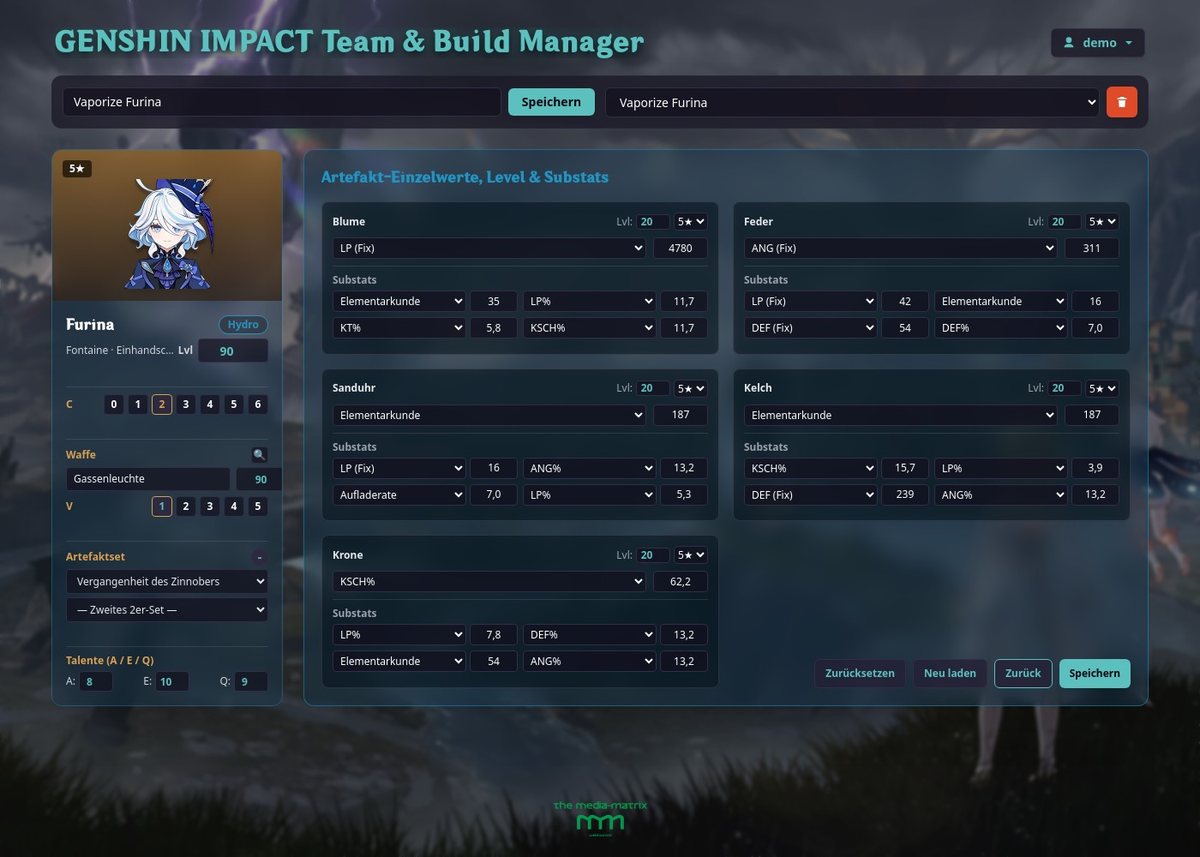 GENSHIN IMPACT Team & Build Manager
demo
Vaporize Furina Speichern Vaporize Furina
5★
Furina Hydro
Fontaine · Einhandsc... Lvl 90
C 0 1 2 3 4 5 6
Waffe
Gassenleuchte 90
V 1 2 3 4 5
Artefaktset -
Vergangenheit des Zinnobers
— Zweites 2er-Set —
Talente (A / E / Q)
A: 8 E: 10 Q: 9
Artefakt-Einzelwerte, Level & Substats
Blume Lvl: 20 5★
LP (Fix) 4780
Substats
Elementarkunde 35 LP% 11,7
KT% 5,8 KSCH% 11,7
Feder Lvl: 20 5★
ANG (Fix) 311
Substats
LP (Fix) 42 Elementarkunde 16
DEF (Fix) 54 DEF% 7,0
Sanduhr Lvl: 20 5★
Elementarkunde 187
Substats
LP (Fix) 16 ANG% 13,2
Aufladerate 7,0 LP% 5,3
Kelch Lvl: 20 5★
Elementarkunde 187
Substats
KSCH% 15,7 LP% 3,9
DEF (Fix) 239 ANG% 13,2
Krone Lvl: 20 5★
KSCH% 62,2
Substats
LP% 7,8 DEF% 13,2
Elementarkunde 54 ANG% 13,2
Zurücksetzen Neu laden Zurück Speichern
the media-matrix